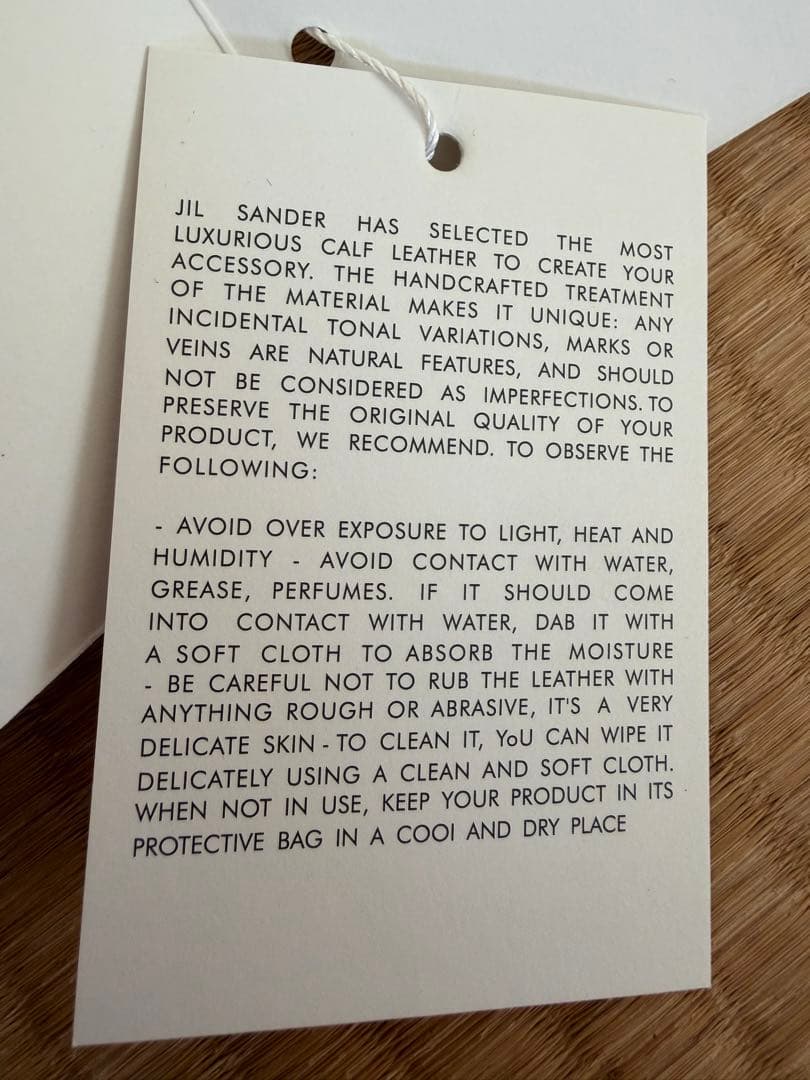 JIL SANDER HAS SELECTED THE MOST
LUXURIOUS CALF LEATHER TO CREATE YOUR
ACCESSORY. THE HANDCRAFTED TREATMENT
OF THE MATERIAL MAKES IT UNIQUE: ANY
INCIDENTAL TONAL VARIATIONS, MARKS OR
VEINS ARE NATURAL FEATURES, AND SHOULD
NOT BE CONSIDERED AS IMPERFECTIONS. TO
PRESERVE THE ORIGINAL QUALITY OF YOUR
PRODUCT, WE RECOMMEND. TO OBSERVE THE
FOLLOWING:
- AVOID OVER EXPOSURE TO LIGHT, HEAT AND
HUMIDITY - AVOID CONTACT WITH WATER,
GREASE, PERFUMES. IF IT SHOULD COME
INTO CONTACT WITH WATER, DAB IT WITH
A SOFT CLOTH TO ABSORB THE MOISTURE
- BE CAREFUL NOT TO RUB THE LEATHER WITH
ANYTHING ROUGH OR ABRASIVE, IT'S A VERY
DELICATE SKIN - TO CLEAN IT, YoU CAN WIPE IT
DELICATELY USING A CLEAN AND SOFT CLOTH.
WHEN NOT IN USE, KEEP YOUR PRODUCT IN ITS
PROTECTIVE BAG IN A COOI AND DRY PLACE